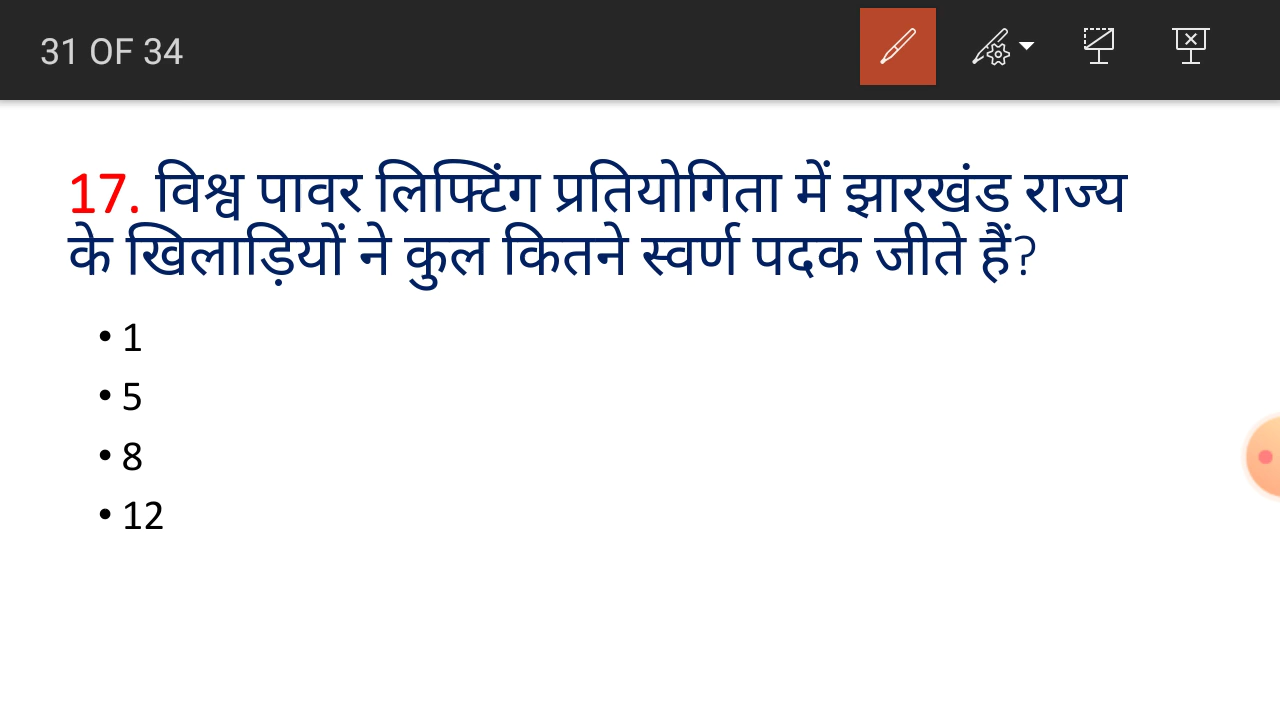 31 OF 34
17. विश्व पावर लिफ्टिंग प्रतियोगिता में झारखंड राज्य
के खिलाड़ियों ने कुल कितने स्वर्ण पदक जीते हैं?
• 1
• 5
• 8
• 12